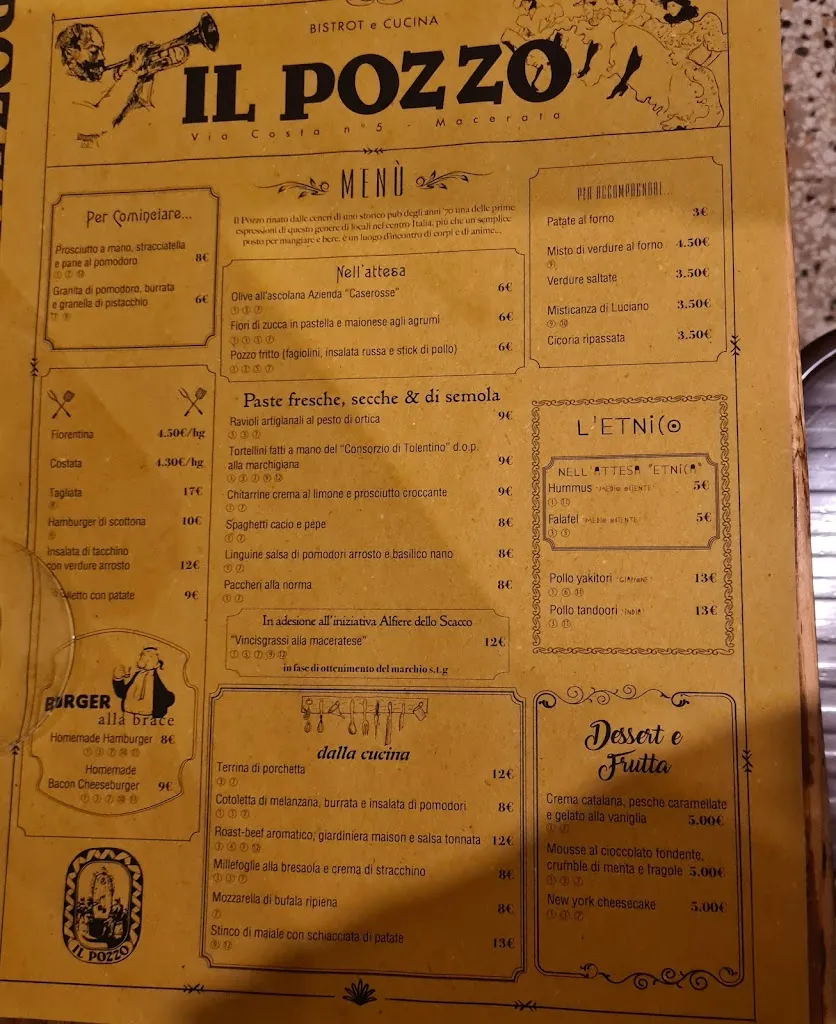 BISTROT e CUCINA
IL POZZO
Via Costa n°5 - Macerata
MENÙ
Il Pozzo rinato dalle ceneri di uno storico pub degli anni '70 una delle prime
espressioni di questo genere di locali nel centro Italia, più che un semplice
posto per mangiare e bere, è un luogo d'incontro di corpi e di anime...
Per Cominciare...
Prosciutto a mano, stracciatella
e pane al pomodoro 8€
Granita di pomodoro, burrata
e granella di pistacchio 6€
Fiorentina 4.50€/hg
Costata 4.30€/hg
Tagliata 17€
Hamburger di scottona 10€
Insalata di tacchino
con verdure arrosto 12€
con patate 9€
BURGER
alla brace
Homemade Hamburger 8€
Homemade
Bacon Cheeseburger 9€
IL POZZO
Nell'attesa
Olive all'ascolana Azienda "Caserosse" 6€
Fiori di zucca in pastella e maionese agli agrumi 6€
Pozzo fritto (fagiolini, insalata russa e stick di pollo) 6€
Paste fresche, secche & di semola
Ravioli artigianali al pesto di ortica 9€
Tortellini fatti a mano del "Consorzio di Tolentino" d.o.p.
alla marchigiana 9€
Chitarrine crema al limone e prosciutto croccante 9€
Spaghetti cacio e pepe 8€
Linguine salsa di pomodori arrosto e basilico nano 8€
Paccheri alla norma 8€
In adesione all'iniziativa Alfiere dello Scacco
"Vincisgrassi alla maceratese" 12€
in fase di ottenimento del marchio s.t.g
dalla cucina
Terrina di porchetta 12€
Cotoletta di melanzana, burrata e insalata di pomodori 8€
Roast-beef aromatico, giardiniera maison e salsa tonnata 12€
Millefoglie alla bresaola e crema di stracchino 8€
Mozzarella di bufala ripiena 8€
Stinco di maiale con schiacciata di patate 13€
PER ACCOMPAGNARE...
Patate al forno 3€
Misto di verdure al forno 4.50€
Verdure saltate 3.50€
Misticanza di Luciano 3.50€
Cicoria ripassata 3.50€
L'ETNICO
NELL'ATTESA "ETNICA"
Hummus "MEDIO ORIENTE" 5€
Falafel "MEDIO ORIENTE" 5€
Pollo yakitori "GIAPPONE" 13€
Pollo tandoori "INDIA" 13€
Dessert e
Frutta
Crema catalana, pesche caramellate
e gelato alla vaniglia 5.00€
Mousse al cioccolato fondente,
crumble di menta e fragole 5.00€
New york cheesecake 5.00€